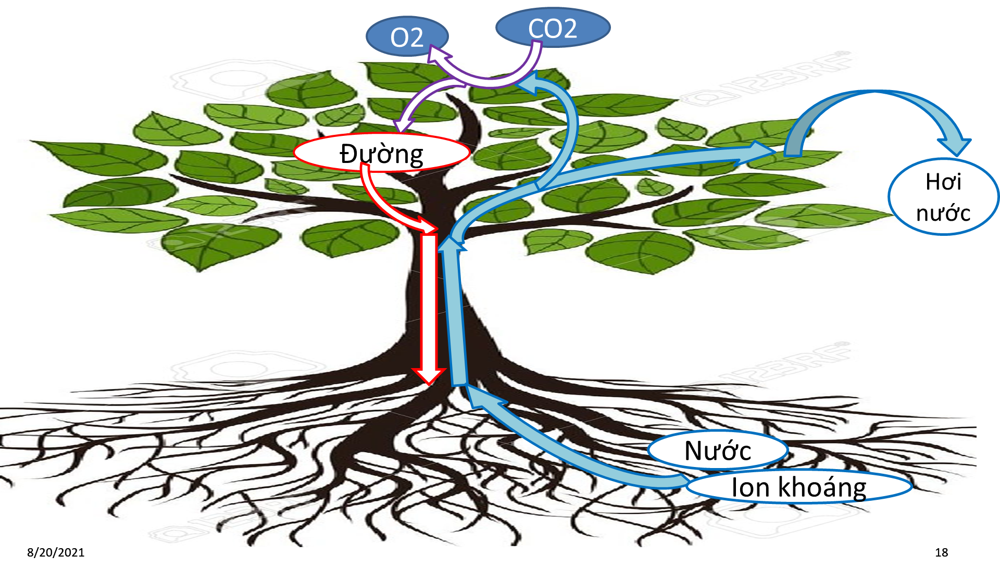 O2
CO2
Đường
Hơi
nước
Nước
Ion khoáng
8/20/2021
18